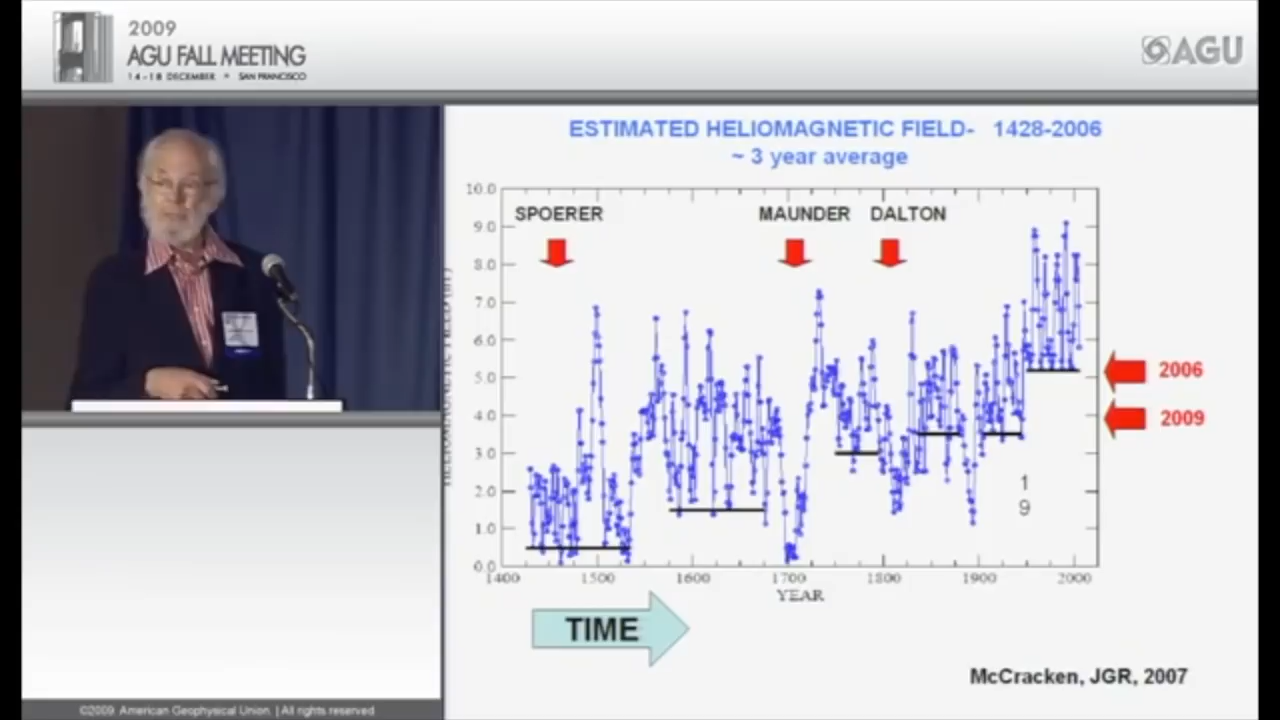 2009
AGU FALL MEETING
14-18 DECEMBER • SAN FRANCISCO
AGU
ESTIMATED HELIOMAGNETIC FIELD- 1428-2006
~ 3 year average
10.0
9.0
8.0
7.0
6.0
5.0
4.0
3.0
2.0
1.0
0.0
SPOERER
MAUNDER
DALTON
2006
2009
1
9
1400
1500
1600
1700
1800
1900
2000
YEAR
TIME
McCracken, JGR, 2007
©2009. American Geophysical Union. | All rights reserved.